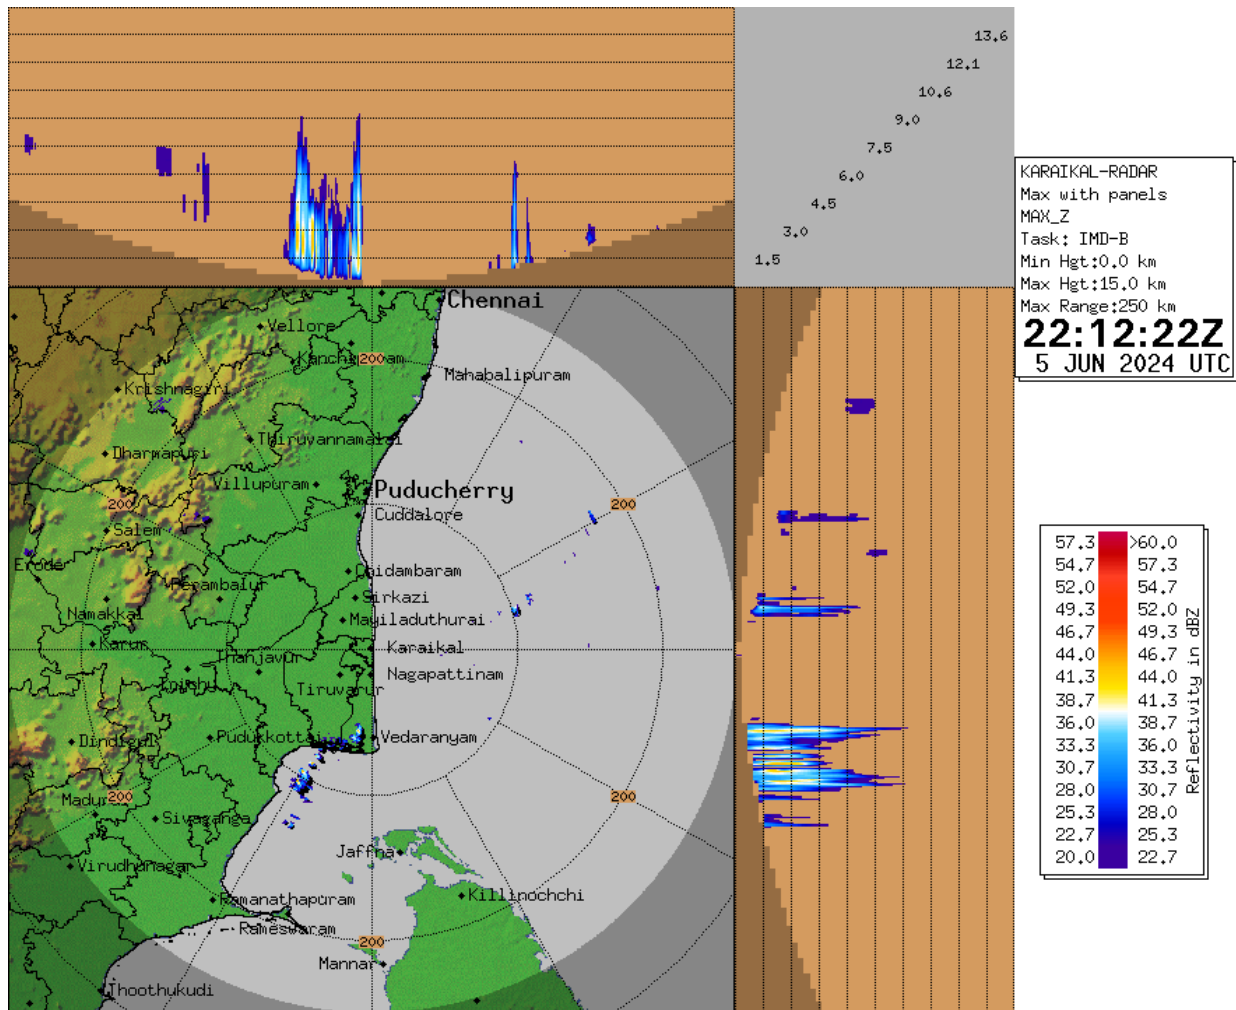 13.6
12.1
10.6
9.0
7.5
6.0
4.5
3.0
1.5
KARAIKAL-RADAR
Max with panels
MAX_Z
Task: IMD-B
Min Hgt:0.0 km
Max Hgt:15.0 km
Max Range:250 km
22:12:22Z
5 JUN 2024 UTC
Chennai
Vellore
200
Mahabalipuram
Krishnagiri
Thiruvannamalai
Dharmapuri
Villupuram
Puducherry
200
200
Cuddalore
Salem
Erode
Chidambaram
Perambalur
Sirkazi
Namakkal
Mayiladuthurai
Karur
Karaikal
Thanjavur
Nagapattinam
Tiruvarur
Dindigul
Pudukkottai
Vedaranyam
200
200
Sivaganga
Jaffna
Virudhunagar
Killinochchi
Ramanathapuram
Rameswaram
200
Mannar
Thoothukudi
57.3 >60.0
54.7 57.3
52.0 54.7
49.3 52.0
46.7 49.3
44.0 46.7
41.3 44.0
38.7 41.3
36.0 38.7
33.3 36.0
30.7 33.3
28.0 30.7
25.3 28.0
22.7 25.3
20.0 22.7
Reflectivity in dBZ